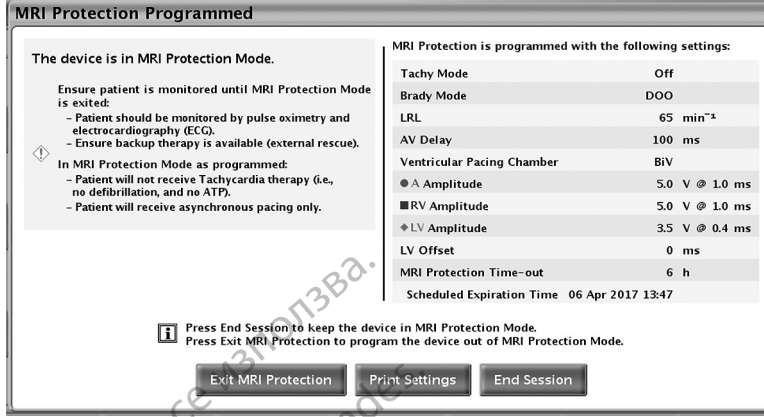 MRI Protection Programmed
The device is in MRI Protection Mode.
Ensure patient is monitored until MRI Protection Mode
is exited:
– Patient should be monitored by pulse oximetry and
electrocardiography (ECG).
– Ensure backup therapy is available (external rescue).
In MRI Protection Mode as programmed:
– Patient will not receive Tachycardia therapy (i.e.,
no defibrillation, and no ATP).
– Patient will receive asynchronous pacing only.
MRI Protection is programmed with the following settings:
Tachy Mode Off
Brady Mode DOO
LRL 65 min⁻¹
AV Delay 100 ms
Ventricular Pacing Chamber BiV
A Amplitude 5.0 V @ 1.0 ms
RV Amplitude 5.0 V @ 1.0 ms
LV Amplitude 3.5 V @ 0.4 ms
LV Offset 0 ms
MRI Protection Time-out 6 h
Scheduled Expiration Time 06 Apr 2017 13:47
Press End Session to keep the device in MRI Protection Mode.
Press Exit MRI Protection to program the device out of MRI Protection Mode.
Exit MRI Protection Print Settings End Session
използва.